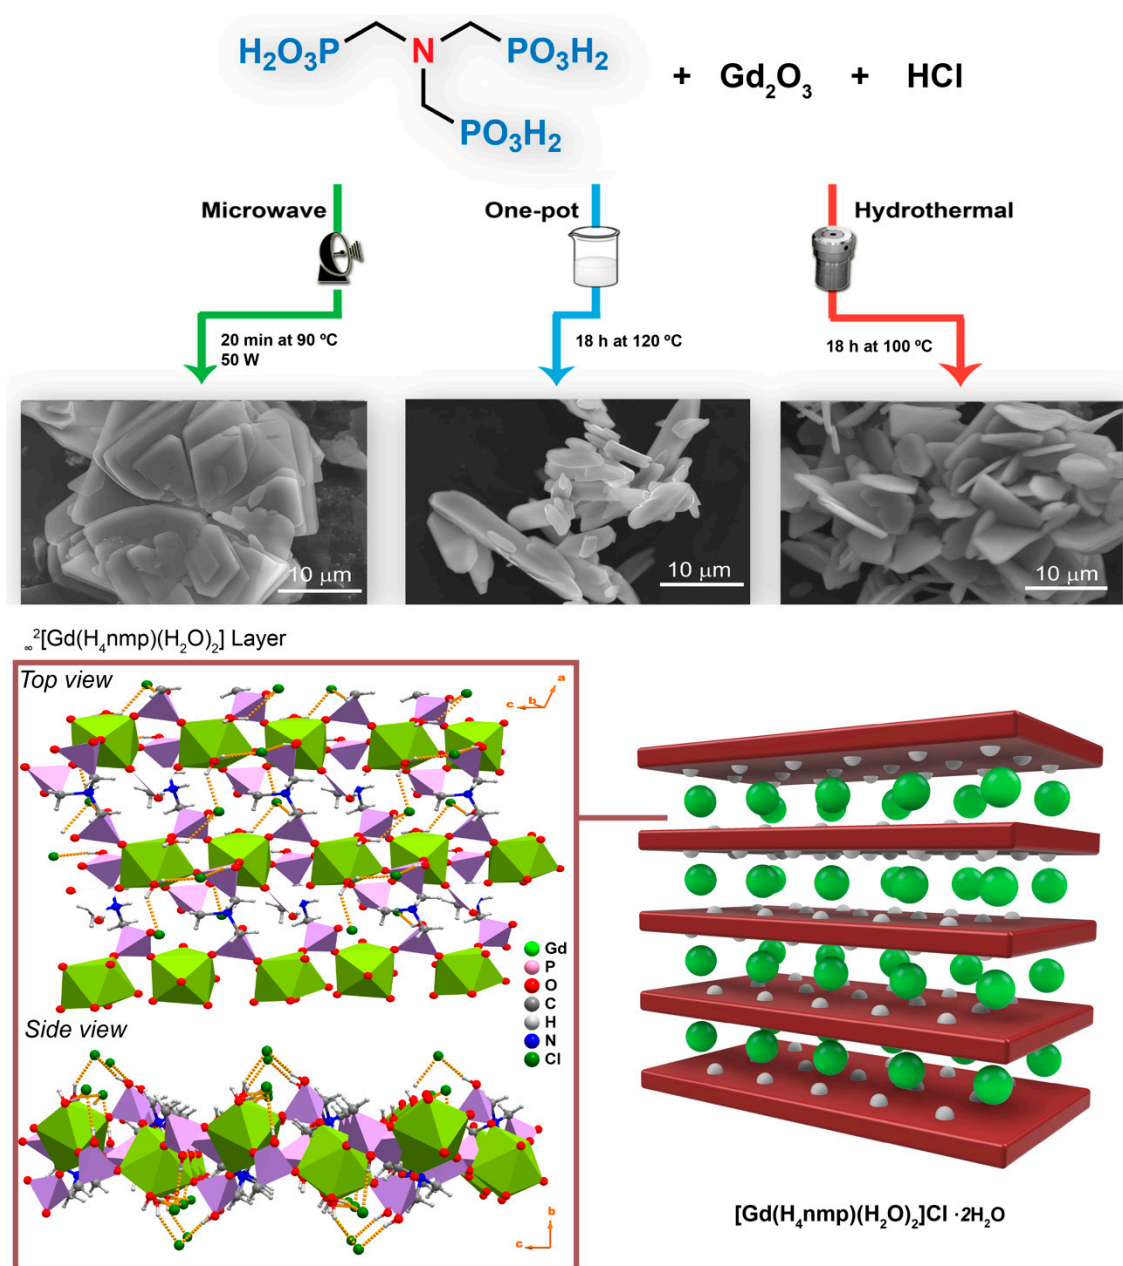 H₂O₃P N PO₃H₂ + Gd₂O₃ + HCl
PO₃H₂
Microwave
One-pot
Hydrothermal
20 min at 90 ºC
50 W
18 h at 120 ºC
18 h at 100 ºC
10 μm
10 μm
10 μm
∞²[Gd(H₄nmp)(H₂O)₂] Layer
Top view
a
b
c
Gd
P
O
C
H
N
Cl
Side view
b
c
[Gd(H₄nmp)(H₂O)₂]Cl ·2H₂O